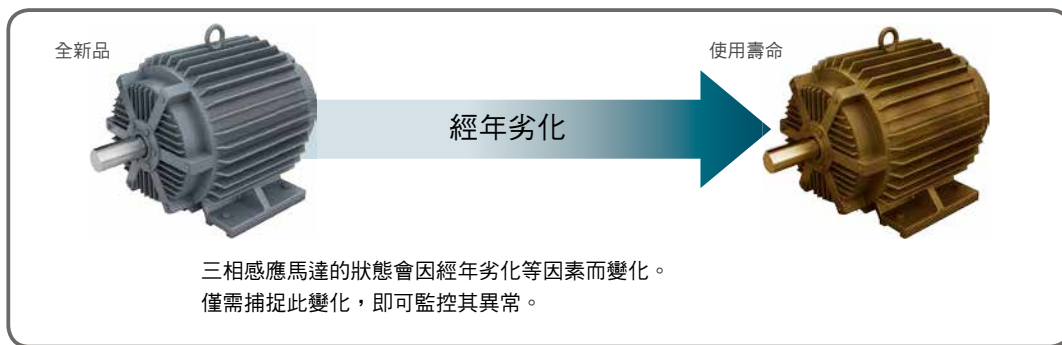 全新品
使用壽命
經年劣化
三相感應馬達的狀態會因經年劣化等因素而變化。
僅需捕捉此變化，即可監控其異常。